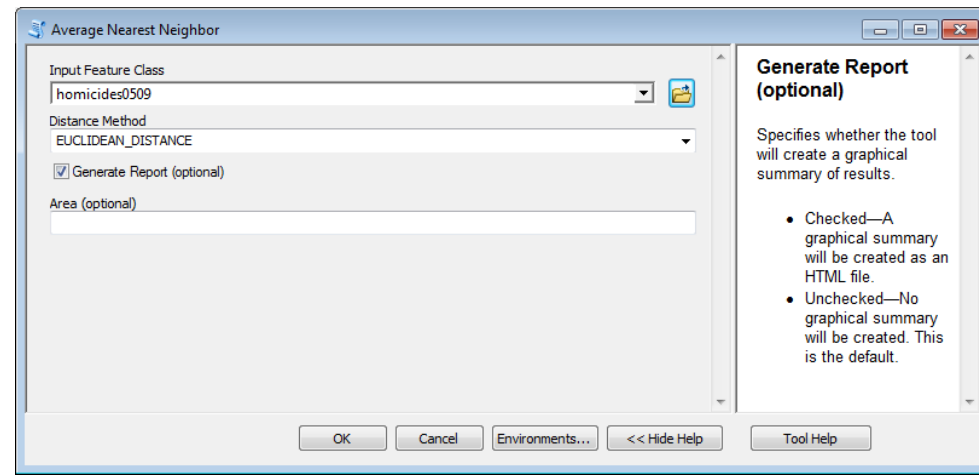 Average Nearest Neighbor
Input Feature Class
homicides0509
Distance Method
EUCLIDEAN_DISTANCE
Generate Report (optional)
Area (optional)
Generate Report
(optional)
Specifies whether the tool
will create a graphical
summary of results.
• Checked—A
graphical summary
will be created as an
HTML file.
• Unchecked—No
graphical summary
will be created. This
is the default.
OK
Cancel
Environments...
<< Hide Help
Tool Help